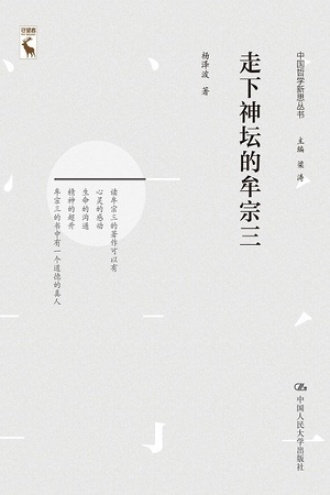 中国哲学新思丛书
主编 梁涛
走下神坛的牟宗三
杨泽波 著
读牟宗三的著作可以有
心灵的感动
生命的沟通
精神的超升
牟宗三的书中有一个道德的真人
中国人民大学出版社